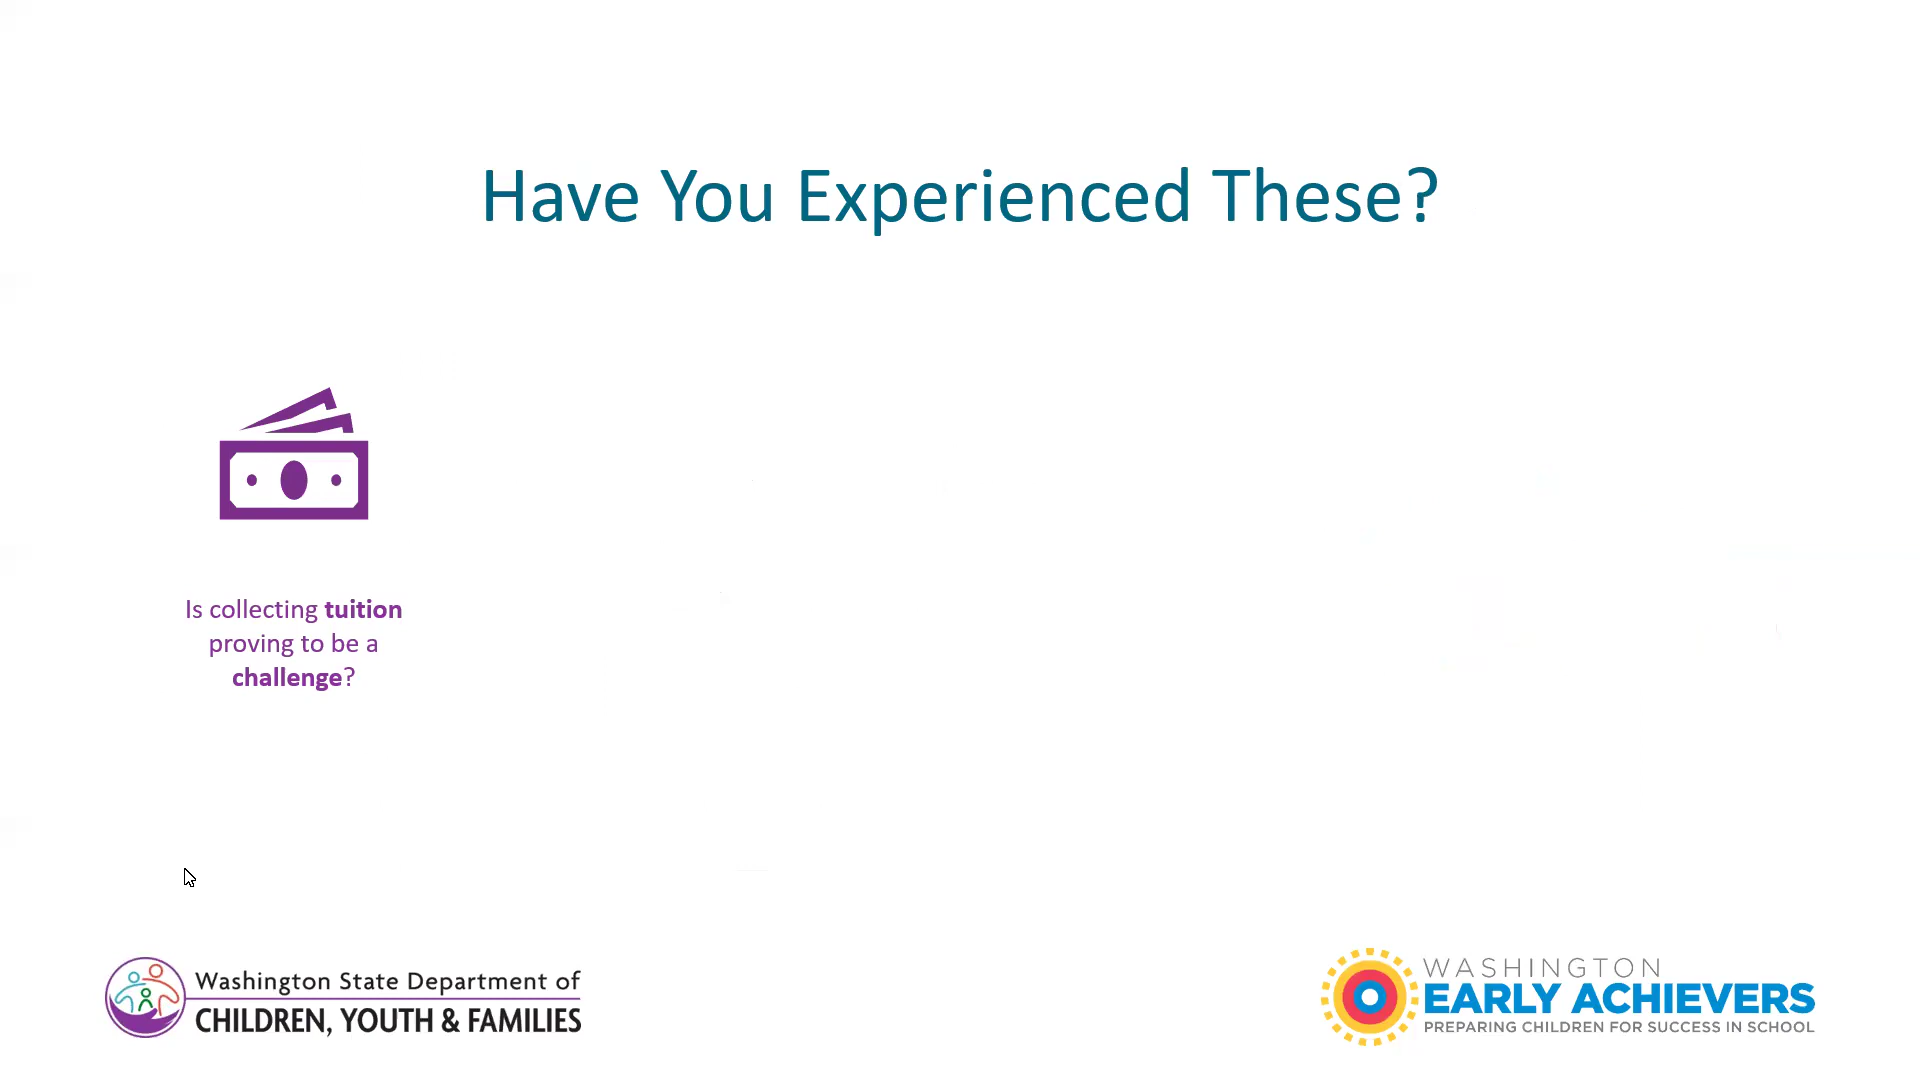 Have You Experienced These?
Is collecting tuition
proving to be a
challenge?
Washington State Department of
CHILDREN, YOUTH & FAMILIES
WASHINGTON
EARLY ACHIEVERS
PREPARING CHILDREN FOR SUCCESS IN SCHOOL